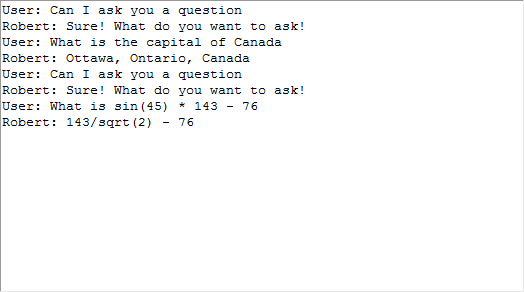 User: Can I ask you a question
Robert: Sure! What do you want to ask!
User: What is the capital of Canada
Robert: Ottawa, Ontario, Canada
User: Can I ask you a question
Robert: Sure! What do you want to ask!
User: What is sin(45) * 143 - 76
Robert: 143/sqrt(2) - 76